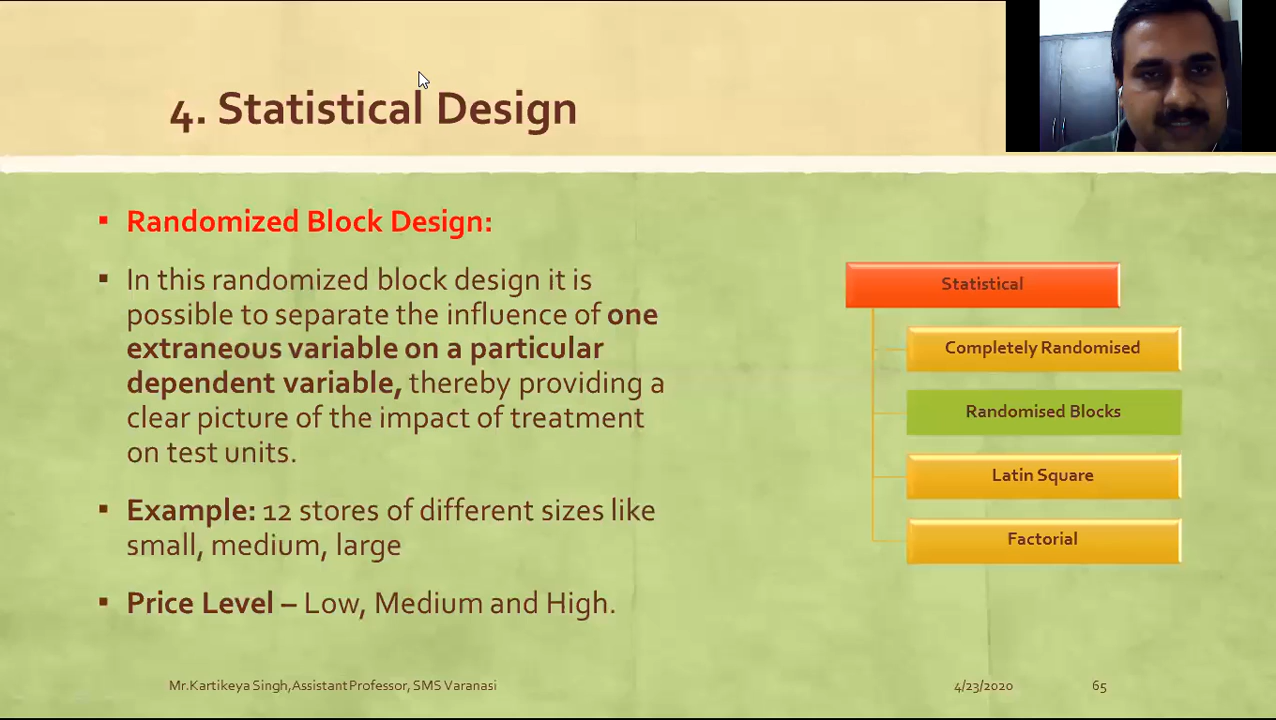 4. Statistical Design
Randomized Block Design:
In this randomized block design it is
possible to separate the influence of one
extraneous variable on a particular
dependent variable, thereby providing a
clear picture of the impact of treatment
on test units.
Example: 12 stores of different sizes like
small, medium, large
Price Level – Low, Medium and High.
Statistical
Completely Randomised
Randomised Blocks
Latin Square
Factorial
Mr.Kartikeya Singh,Assistant Professor, SMS Varanasi
4/23/2020
65